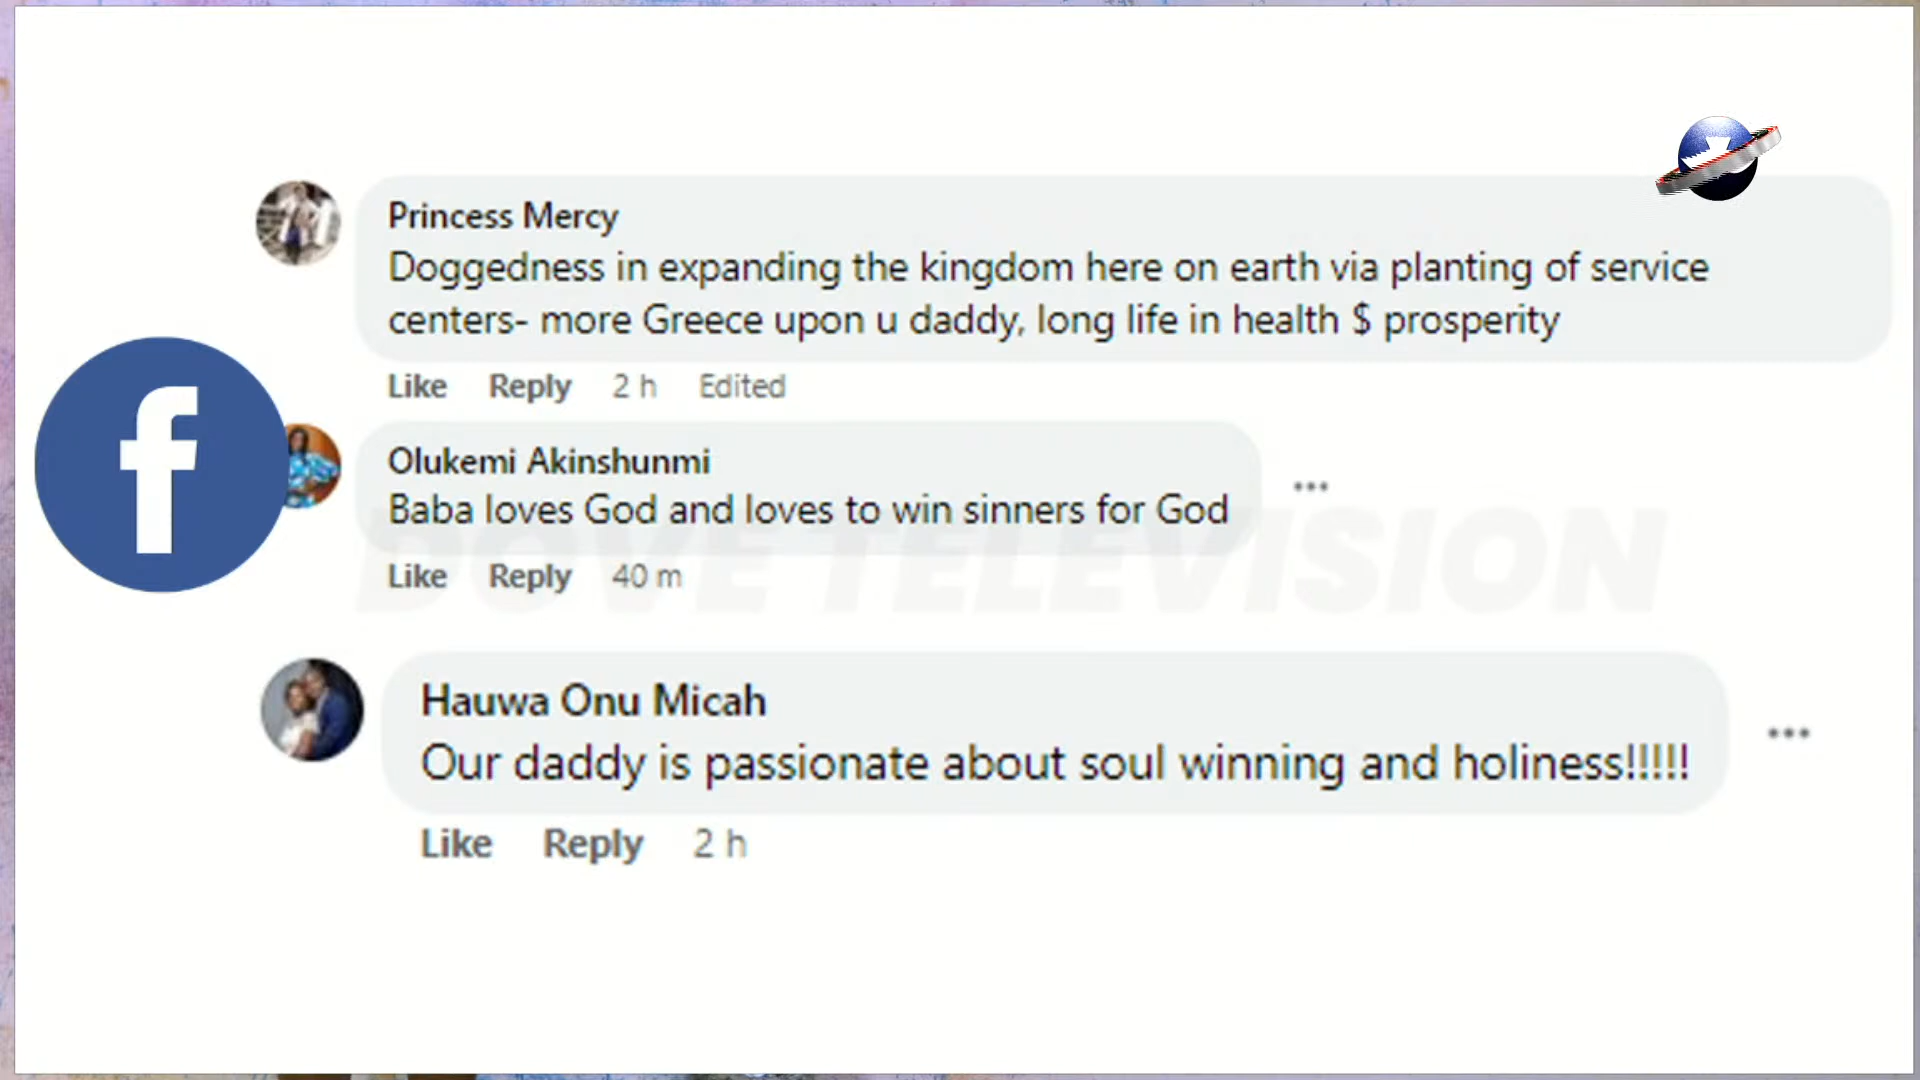 Princess Mercy
Doggedness in expanding the kingdom here on earth via planting of service
centers- more Greece upon u daddy, long life in health $ prosperity
Like Reply 2 h Edited
f
Olukemi Akinshunmi
Baba loves God and loves to win sinners for God
Like Reply 40 m
DOVE TELEVISION
Hauwa Onu Micah
Our daddy is passionate about soul winning and holiness!!!!!
Like Reply 2 h